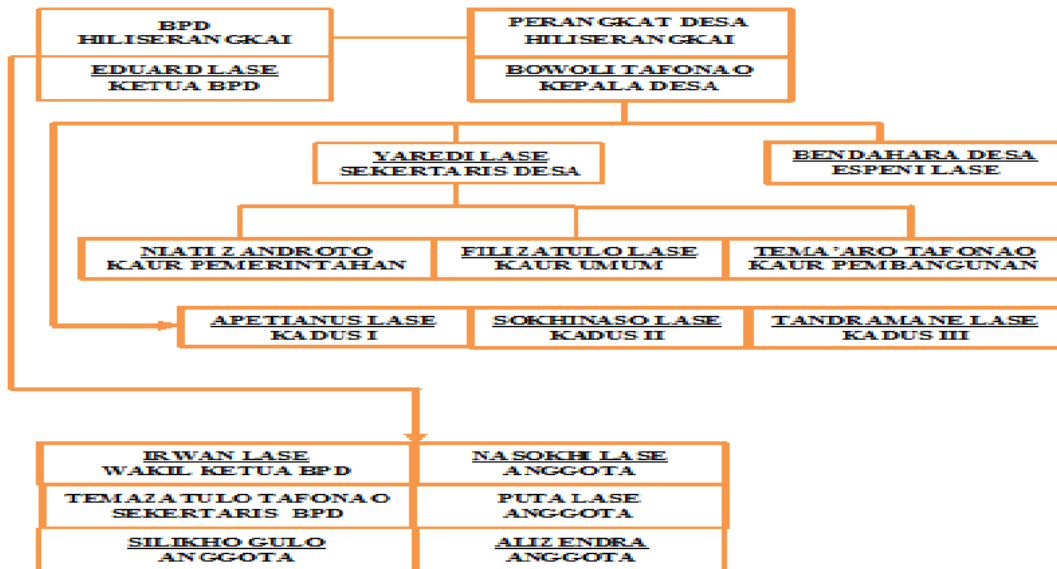 BPD
HILISERANGKAI
EDUARD LASE
KETUA BPD
PERANGKAT DESA
HILISERANGKAI
BOWOLI TAFONAO
KEPALA DESA
YAREDI LASE
SEKERTARIS DESA
BENDAHARA DESA
ESPENI LASE
NIATI ZANDROTO
KAUR PEMERINTAHAN
FILIZATULO LASE
KAUR UMUM
TEMA'ARO TAFONAO
KAUR PEMBANGUNAN
APETIANUS LASE
KADUS I
SOKHINASO LASE
KADUS II
TANDRAMANE LASE
KADUS III
IRWAN LASE
WAKIL KETUA BPD
NASOKHI LASE
ANGGOTA
TEMAZATULO TAFONAO
SEKERTARIS BPD
PUTA LASE
ANGGOTA
SILIKHO GULO
ANGGOTA
ALIZENDRA
ANGGOTA